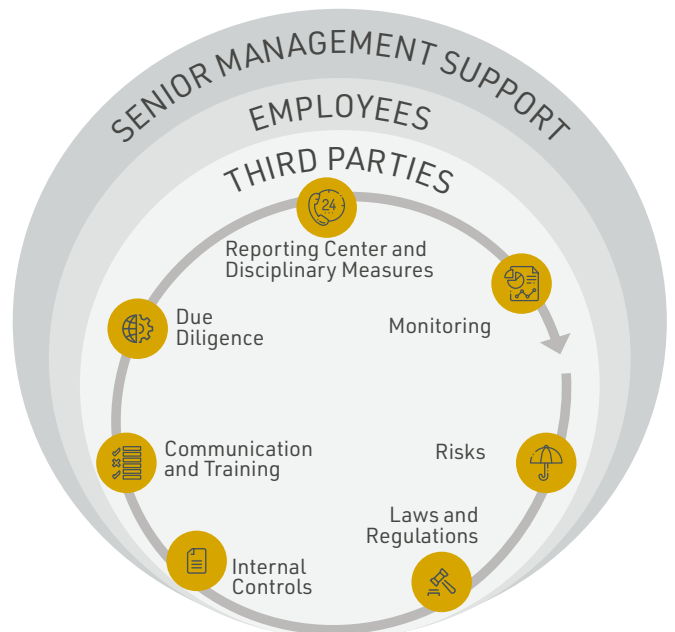 SENIOR MANAGEMENT SUPPORT
EMPLOYEES
THIRD PARTIES
24
Reporting Center and
Disciplinary Measures
Monitoring
Due
Diligence
Communication
and Training
Risks
Laws and
Regulations
Internal
Controls